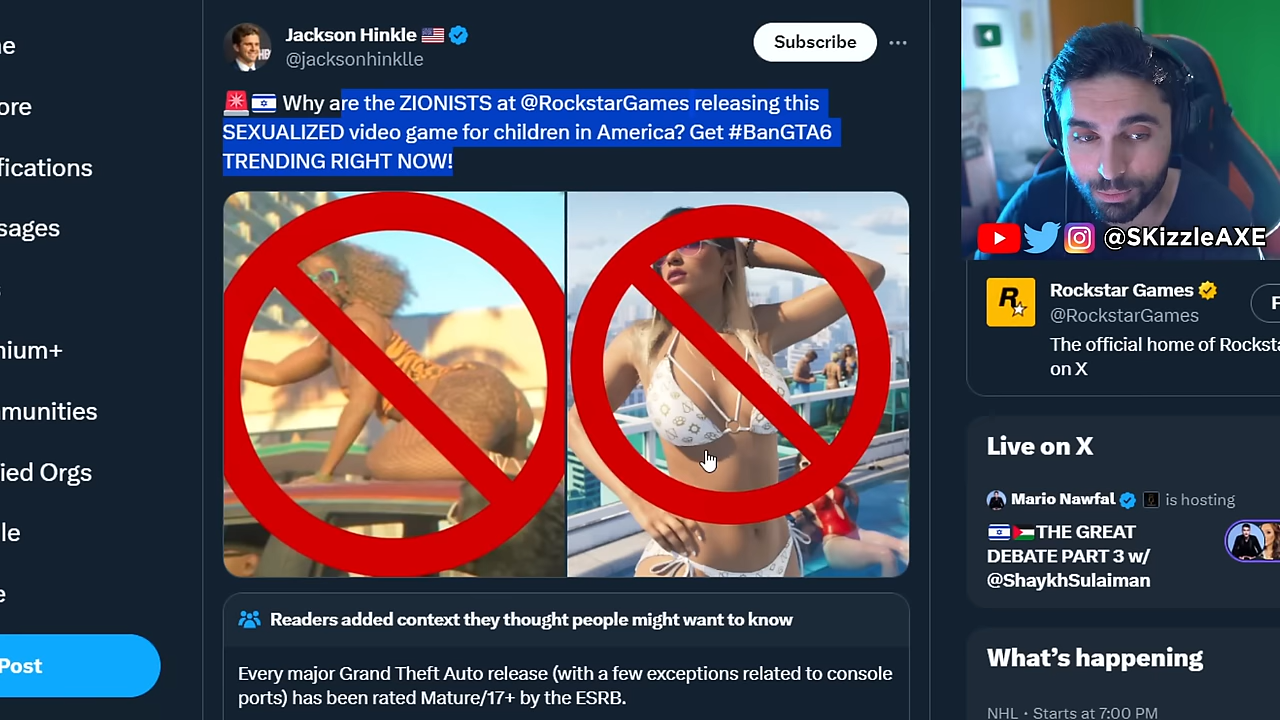 e
ore
fications
sages
s
nium+
mmunities
ied Orgs
le
e
Post
Jackson Hinkle
@jacksonhinklle
Subscribe
Why are the ZIONISTS at @RockstarGames releasing this
SEXUALIZED video game for children in America? Get #BanGTA6
TRENDING RIGHT NOW!
Readers added context they thought people might want to know
Every major Grand Theft Auto release (with a few exceptions related to console
ports) has been rated Mature/17+ by the ESRB.
@SKizzleAXE
R
Rockstar Games
F
@RockstarGames
The official home of Rocksta
on X
Live on X
Mario Nawfal is hosting
THE GREAT
DEBATE PART 3 w/
@ShaykhSulaiman
What's happening
NHL · Starts at 7:00 PM